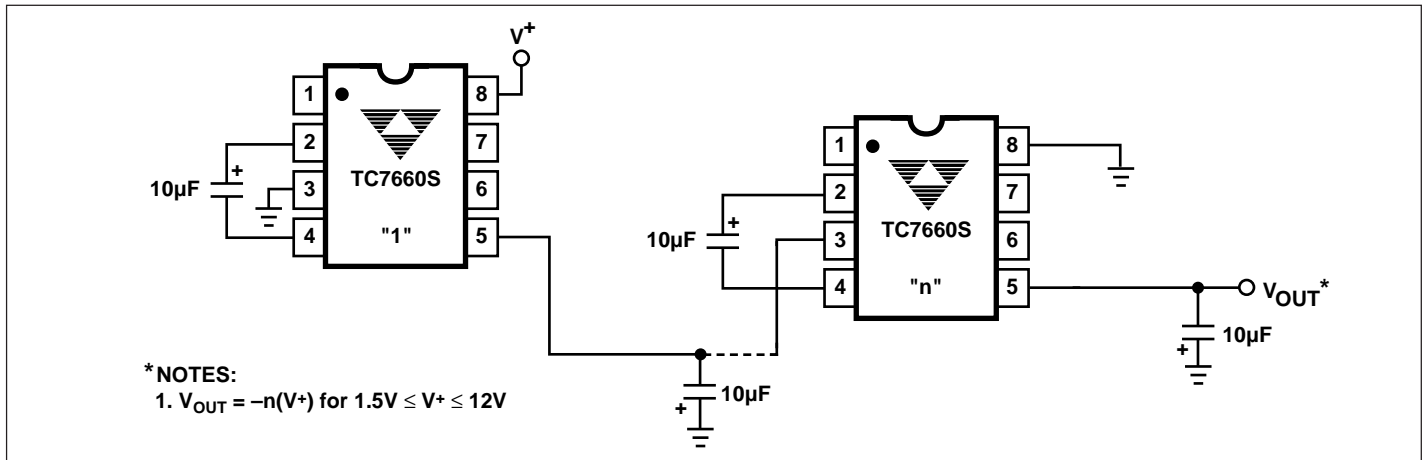 V+
1
8
2
7
+
10µF
3
TC7660S
6
4
"1"
5
1
8
2
7
+
10µF
3
TC7660S
6
4
"n"
5
VOUT*
10µF
+
10µF
+
*NOTES:
1. VOUT = –n(V+) for 1.5V ≤ V+ ≤ 12V